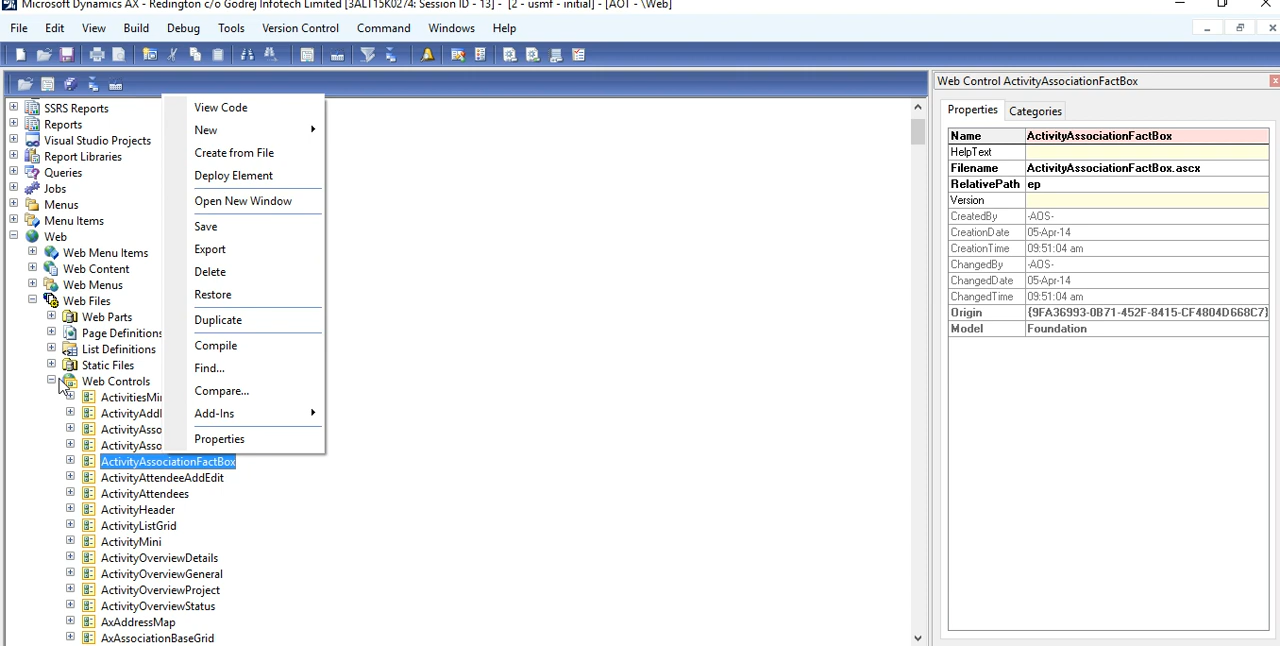 Microsoft Dynamics AX - Redington c/o Godrej Infotech Limited [3ALT15K0274: Session ID - 13] - [2 - usmf - initial] - [AOT - \Web]
File Edit View Build Debug Tools Version Control Command Windows Help
SSRS Reports
Reports
Visual Studio Projects
Report Libraries
Queries
Jobs
Menus
Menu Items
Web
Web Menu Items
Web Content
Web Menus
Web Files
Web Parts
Page Definitions
List Definitions
Static Files
Web Controls
ActivitiesMi
ActivityAdd
ActivityAsso
ActivityAsso
ActivityAssociationFactBox
ActivityAttendeeAddEdit
ActivityAttendees
ActivityHeader
ActivityListGrid
ActivityMini
ActivityOverviewDetails
ActivityOverviewGeneral
ActivityOverviewProject
ActivityOverviewStatus
AxAddressMap
AxAssociationBaseGrid
View Code
New
Create from File
Deploy Element
Open New Window
Save
Export
Delete
Restore
Duplicate
Compile
Find...
Compare...
Add-Ins
Properties
Web Control ActivityAssociationFactBox
Properties Categories
Name ActivityAssociationFactBox
HelpText
Filename ActivityAssociationFactBox.ascx
RelativePath ep
Version
CreatedBy -AOS-
CreationDate 05-Apr-14
CreationTime 09:51:04 am
ChangedBy -AOS-
ChangedDate 05-Apr-14
ChangedTime 09:51:04 am
Origin {9FA36993-0B71-452F-8415-CF4804D668C7}
Model Foundation